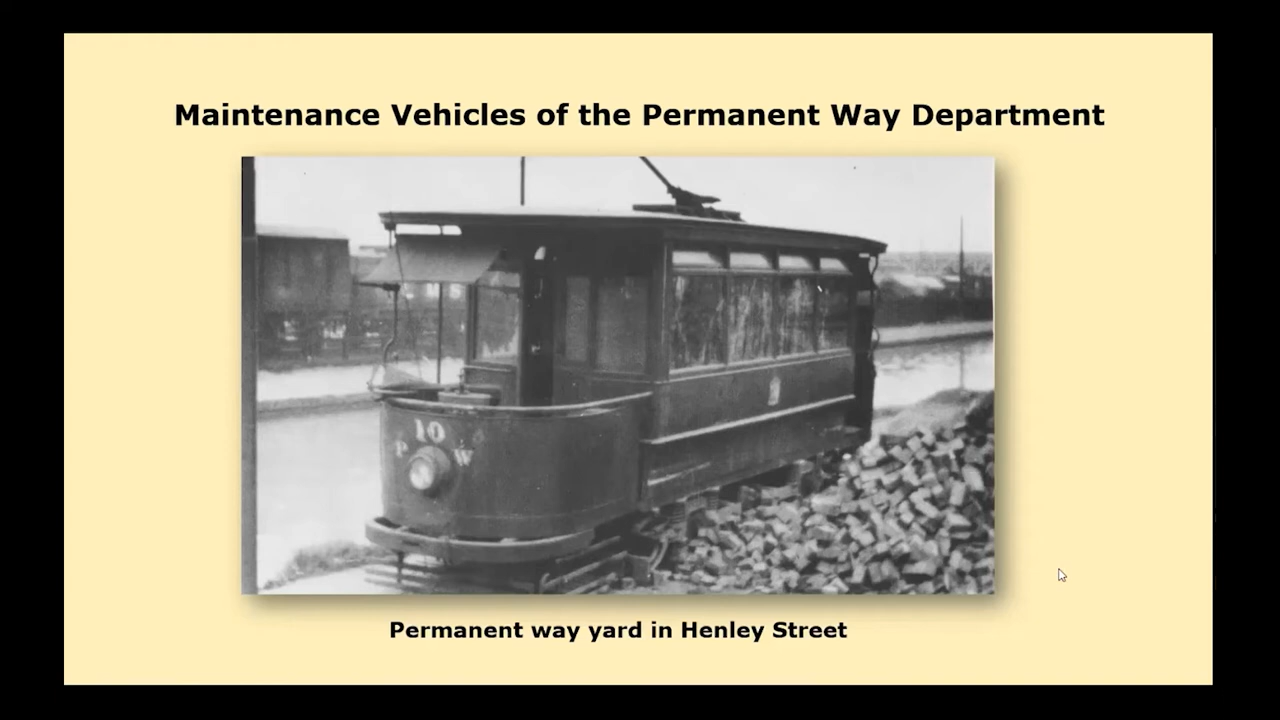 Maintenance Vehicles of the Permanent Way Department
10
P W
Permanent way yard in Henley Street